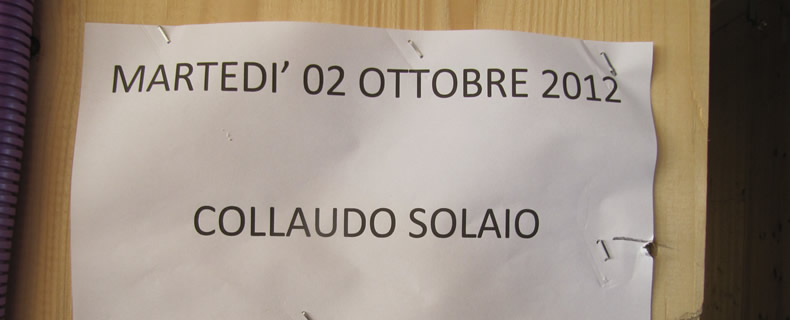 MARTEDI’ 02 OTTOBRE 2012
COLLAUDO SOLAIO